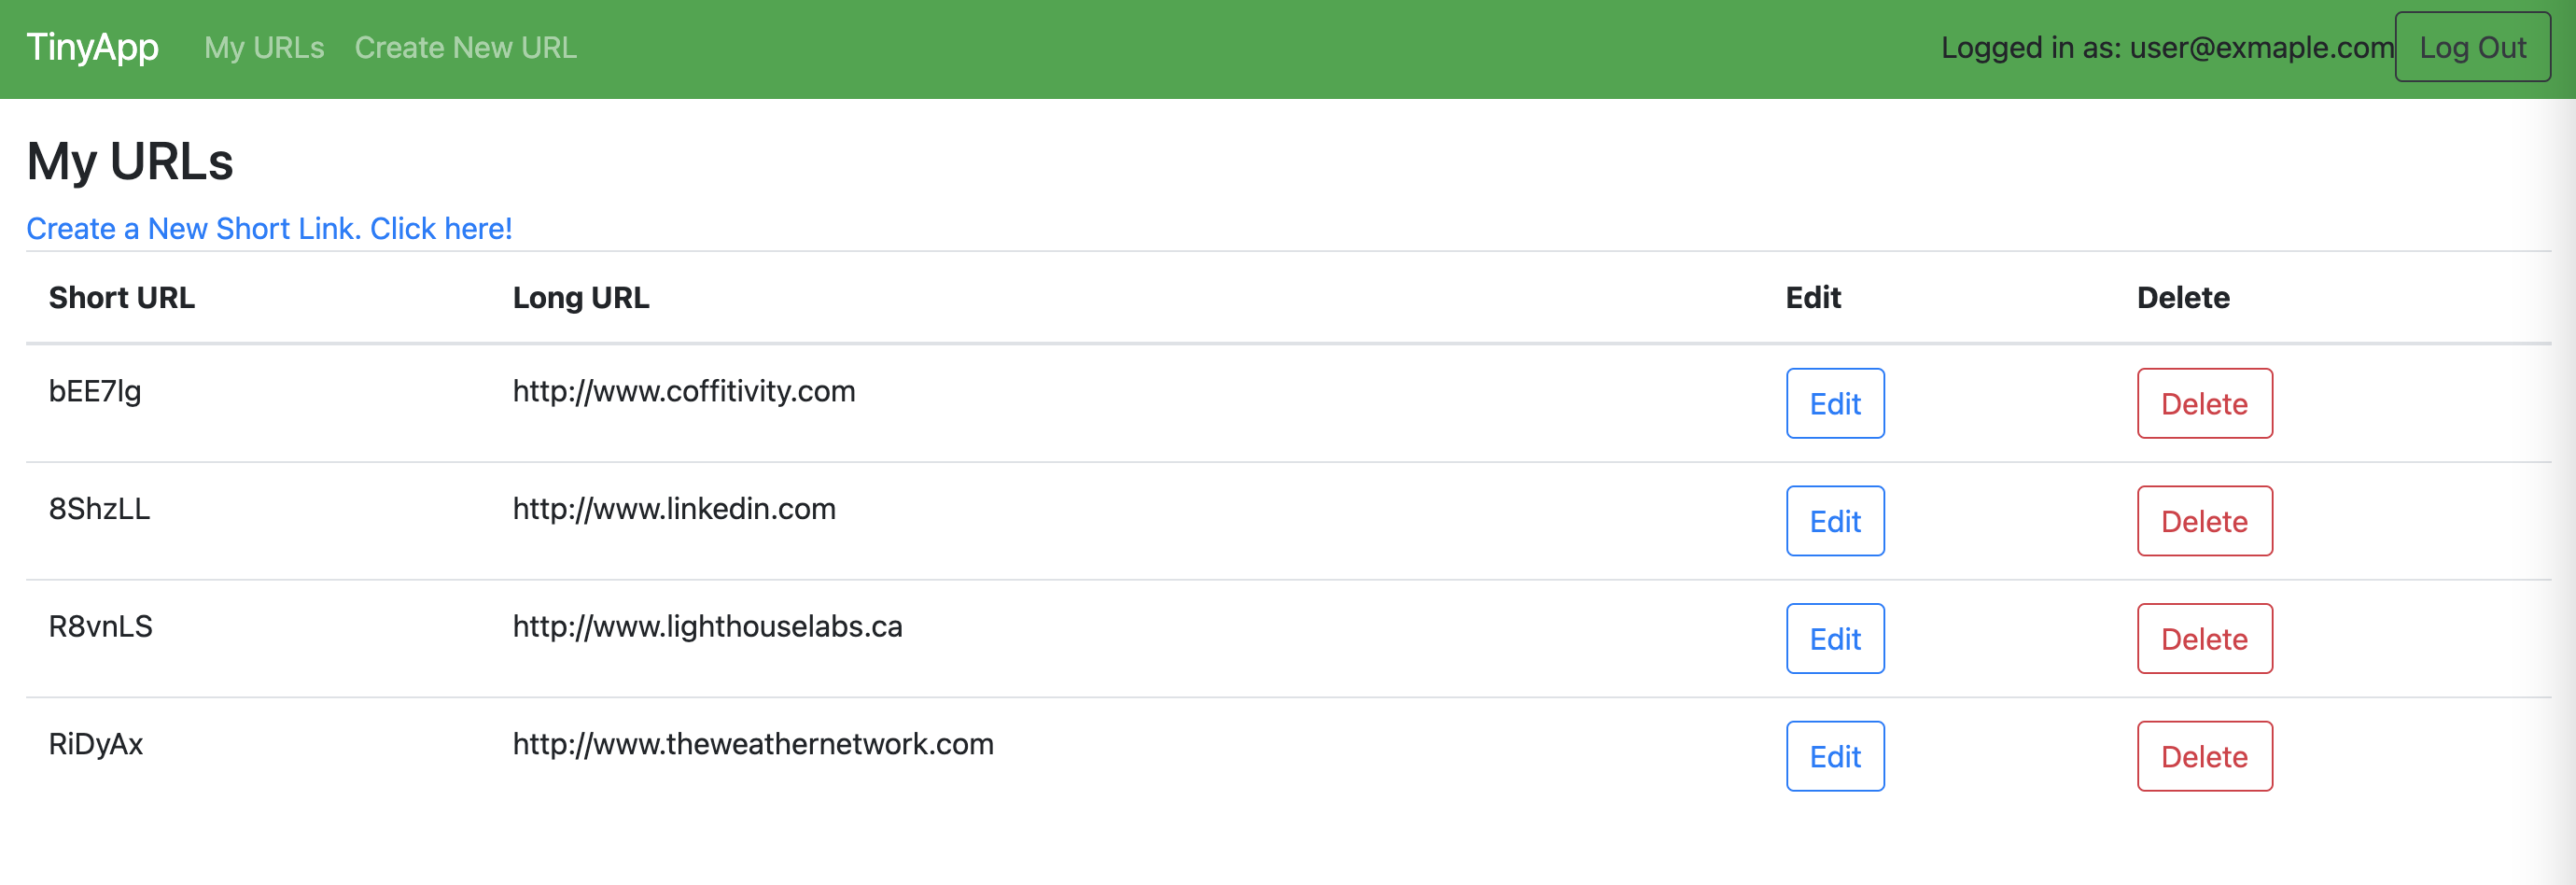 TinyApp My URLs Create New URL Logged in as: user@exmaple.com Log Out
My URLs
Create a New Short Link. Click here!
Short URL Long URL Edit Delete
bEE7lg http://www.coffitivity.com Edit Delete
8ShzLL http://www.linkedin.com Edit Delete
R8vnLS http://www.lighthouselabs.ca Edit Delete
RiDyAx http://www.theweathernetwork.com Edit Delete